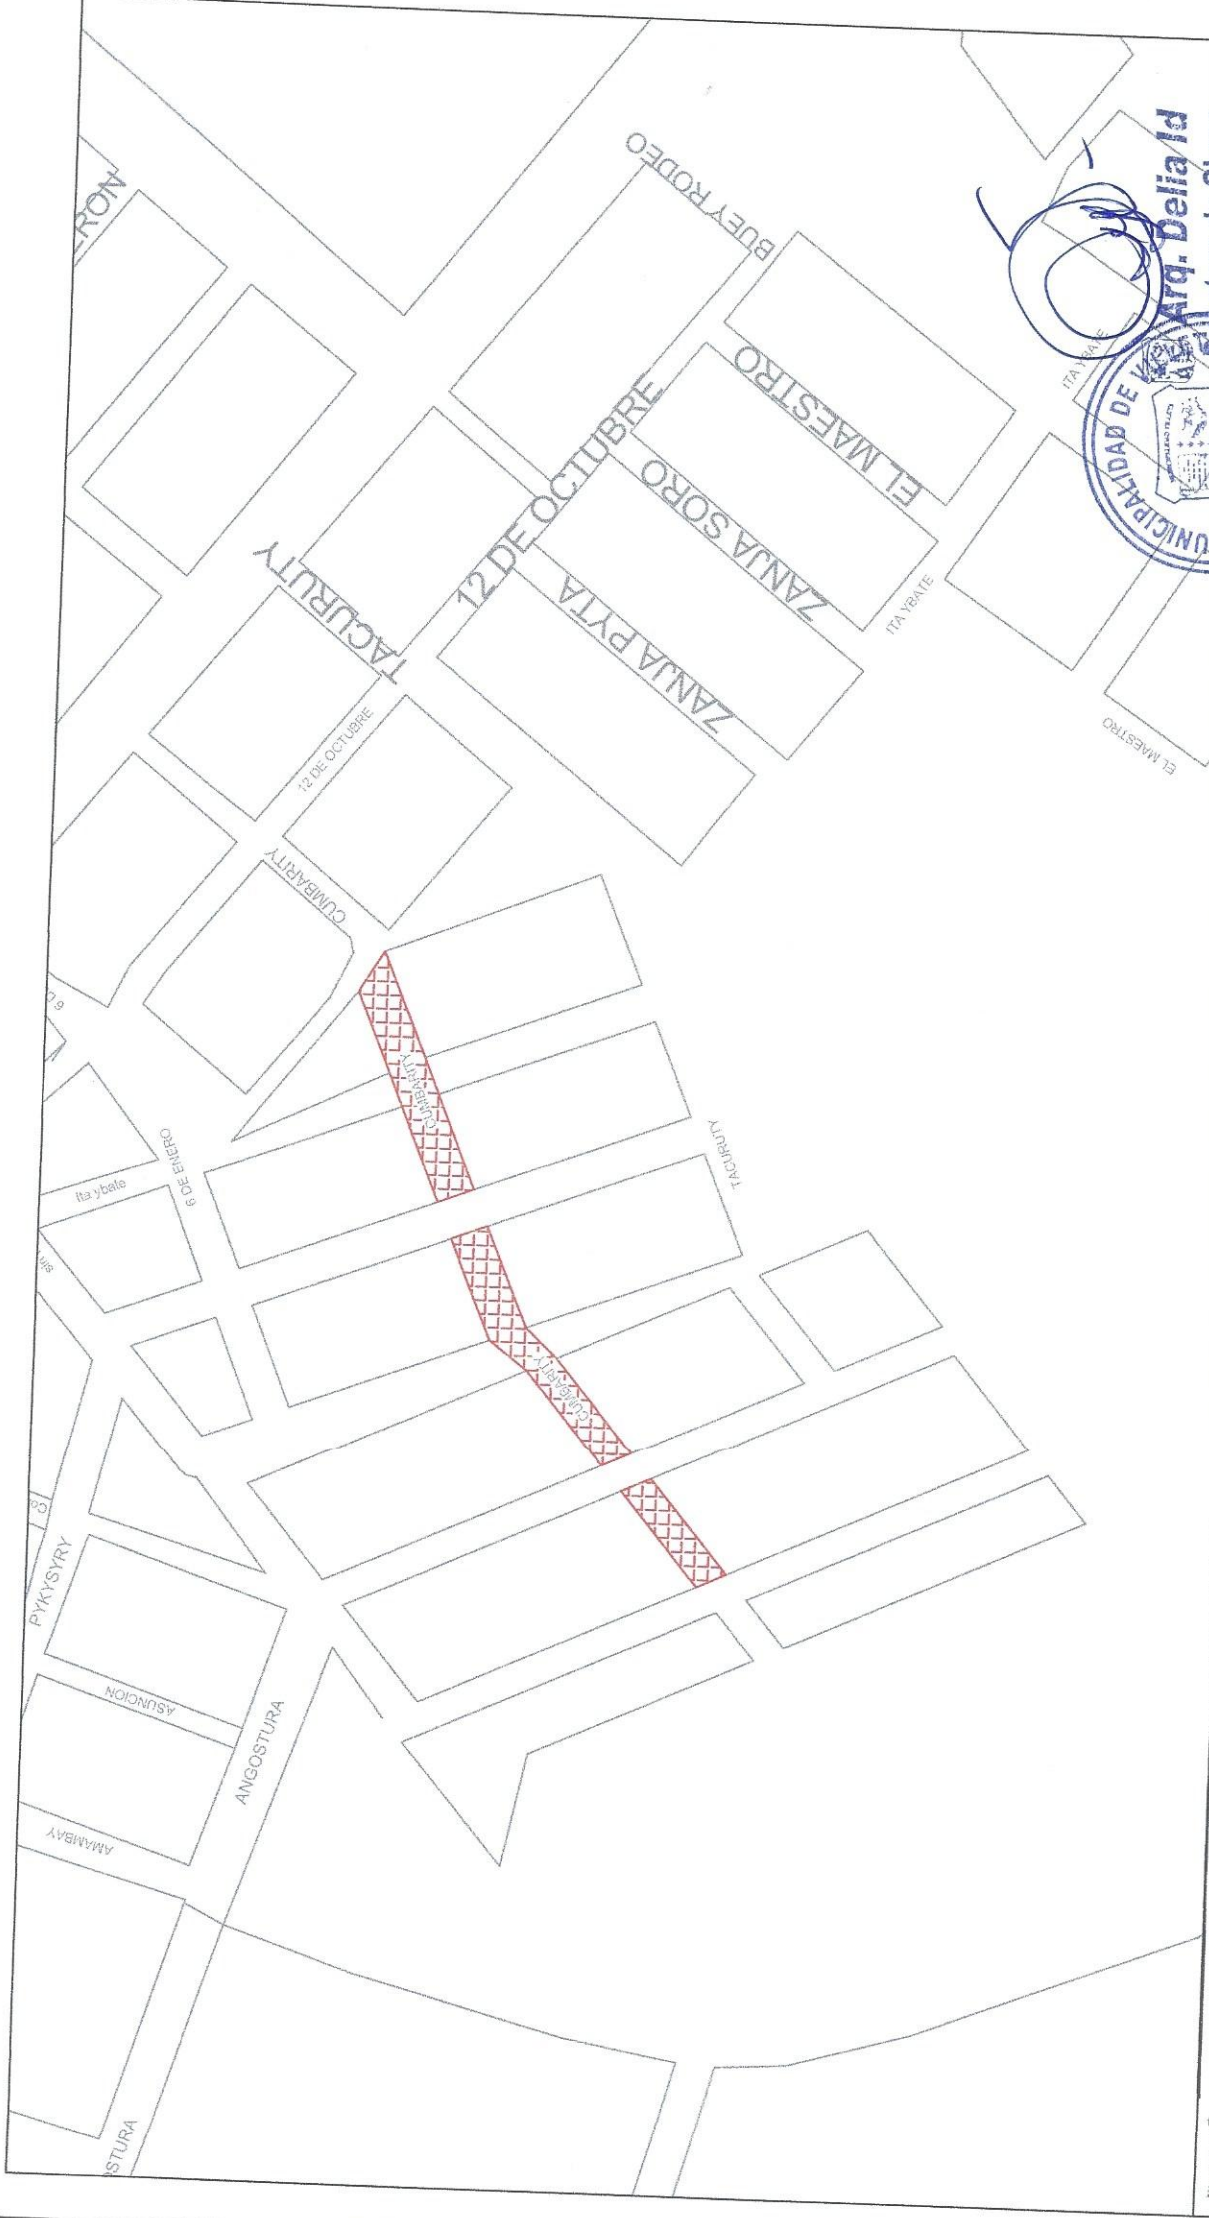 BUEY RODEO
EL MAESTRO
12 DE OCTUBRE
ZANJA SORO
ZANJA PYTA
TACURUTY
ITA YBATE
ITA YBATE
EL MAESTRO
12 DE OCTUBRE
CUMBARITY
CUMBARITY
6 DE ENERO
Ita ybate
TACURUTY
CUMBARITY
PYKYSYRY
ASUNCION
ANGOSTURA
AMAMBAY
STURA
Arq. Delia Id
UNICIPALIDAD DE V